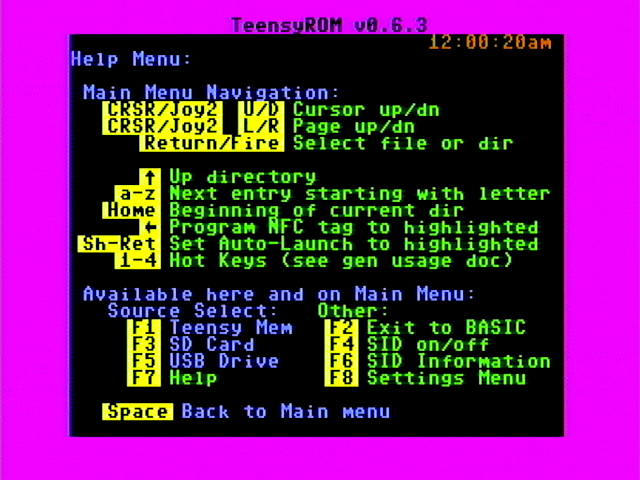 TeensyROM v0.6.3
12:00:20am
Help Menu:
Main Menu Navigation:
CRSR/Joy2 U/D Cursor up/dn
CRSR/Joy2 L/R Page up/dn
Return/Fire Select file or dir
↑ Up directory
a-z Next entry starting with letter
Home Beginning of current dir
← Program NFC tag to highlighted
Sh-Ret Set Auto-Launch to highlighted
1-4 Hot Keys (see gen usage doc)
Available here and on Main Menu:
Source Select: Other:
F1 Teensy Mem F2 Exit to BASIC
F3 SD Card F4 SID on/off
F5 USB Drive F6 SID Information
F7 Help F8 Settings Menu
Space Back to Main menu